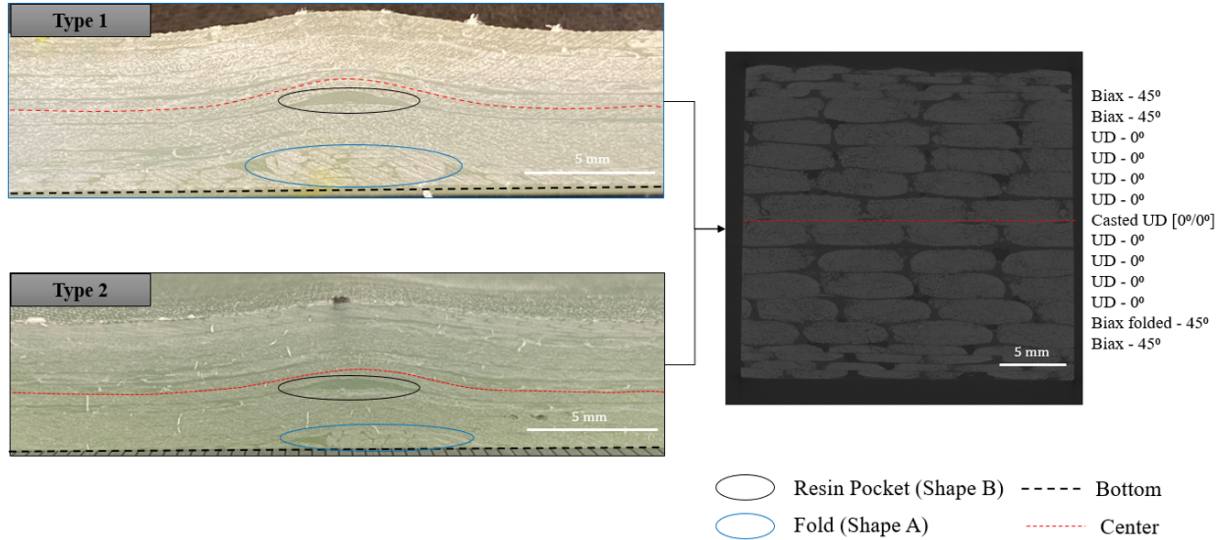 Type 1
5 mm
Type 2
5 mm
Biax - 45º
Biax - 45º
UD - 0º
UD - 0º
UD - 0º
UD - 0º
Casted UD [0º/0º]
UD - 0º
UD - 0º
UD - 0º
UD - 0º
Biax folded - 45º
Biax - 45º
5 mm
Resin Pocket (Shape B)
Bottom
Fold (Shape A)
Center